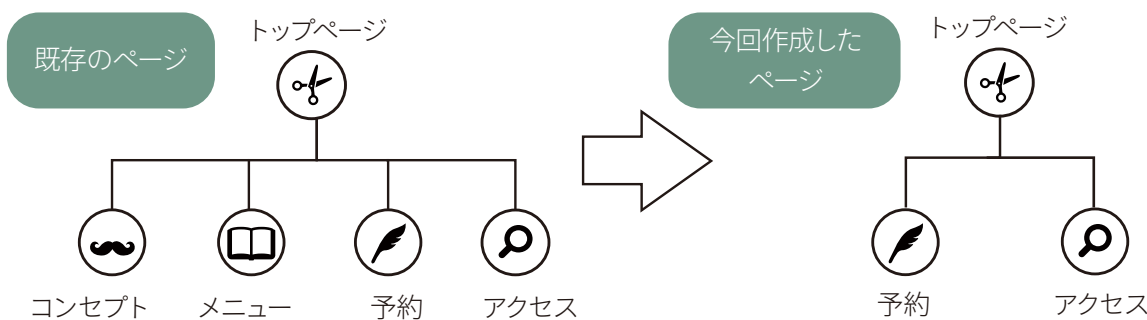 既存のページ
トップページ
コンセプト
メニュー
予約
アクセス
今回作成した
ページ
トップページ
予約
アクセス